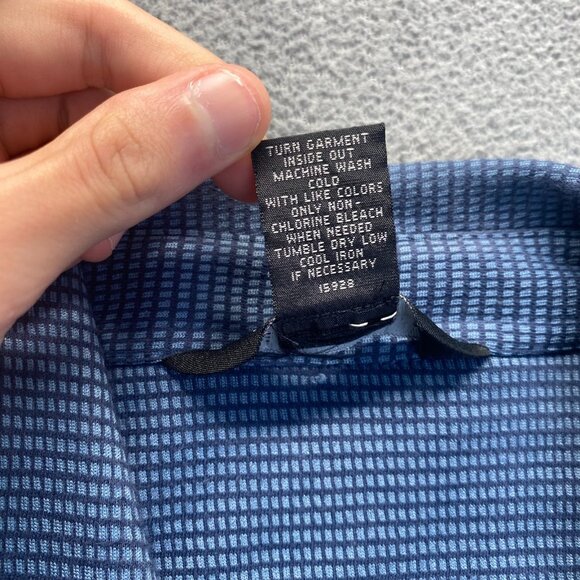 TURN GARMENT
INSIDE OUT
MACHINE WASH
COLD
WITH LIKE COLORS
ONLY NON-
CHLORINE BLEACH
WHEN NEEDED
TUMBLE DRY LOW
COOL IRON
IF NECESSARY
15928